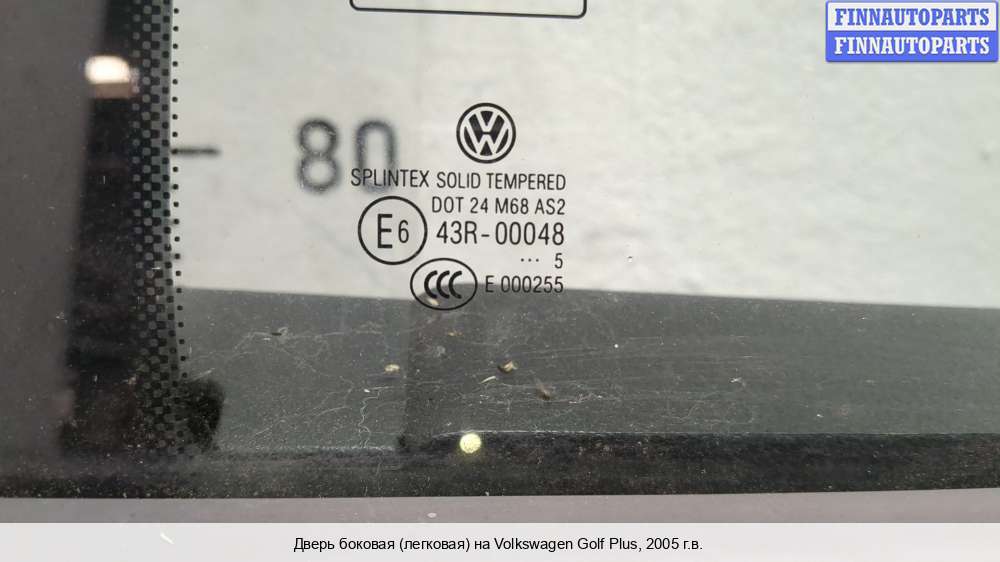 FINNAUTOPARTS
FINNAUTOPARTS
80
SPLINTEX SOLID TEMPERED
DOT 24 M68 AS2
E6 43R-00048
... 5
CCC E 000255
Дверь боковая (легковая) на Volkswagen Golf Plus, 2005 г.в.